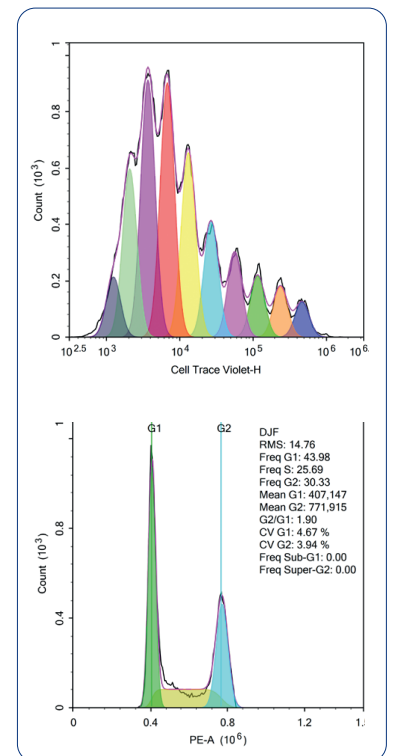 1
0.8
0.6
0.4
0.2
0
Count (10³)
10².⁵ 10³ 10⁴ 10⁵ 10⁶ 10⁶.
Cell Trace Violet-H
1
0.8
0.4
0
Count (10³)
G1 G2
DJF
RMS: 14.76
Freq G1: 43.98
Freq S: 25.69
Freq G2: 30.33
Mean G1: 407,147
Mean G2: 771,915
G2/G1: 1.90
CV G1: 4.67 %
CV G2: 3.94 %
Freq Sub-G1: 0.00
Freq Super-G2: 0.00
0 0.4 0.8 1.2
PE-A (10⁶)